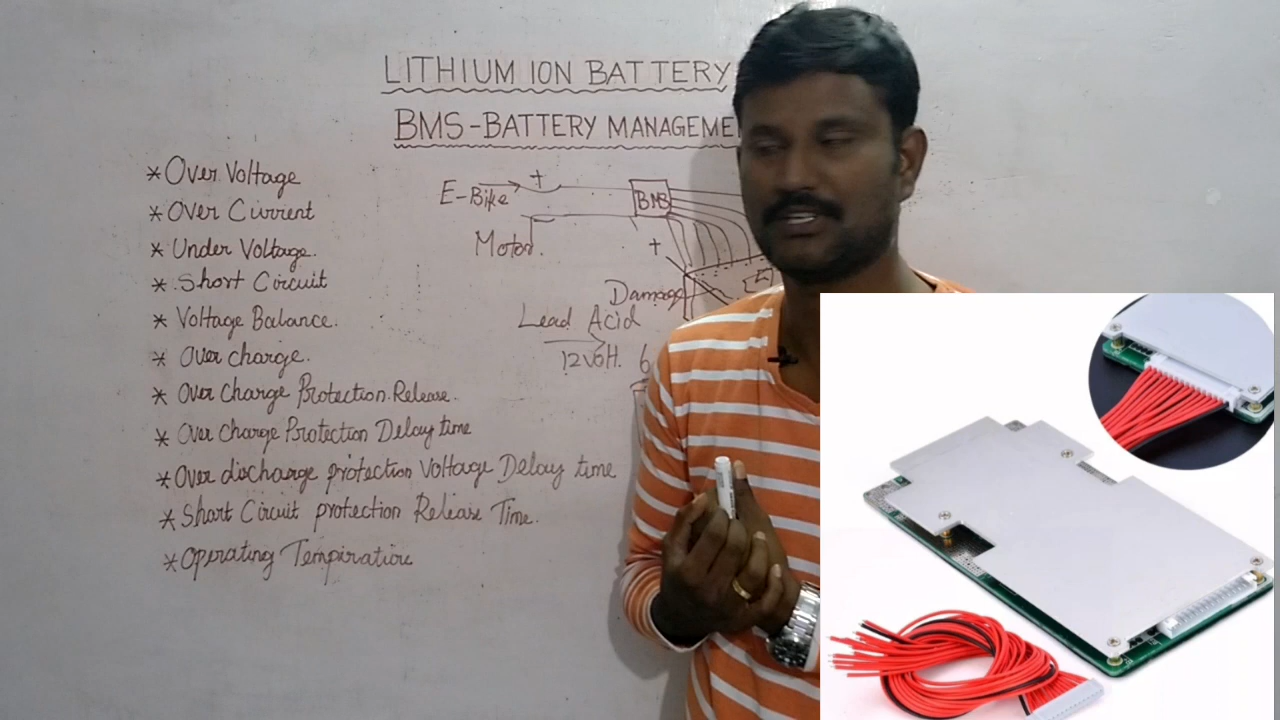 LITHIUM ION BATTERY
BMS-BATTERY MANAGEME
* Over Voltage
* Over Current
* Under Voltage.
* Short Circuit
* Voltage Balance.
* Over charge.
* Over Charge Protection.Release.
* Over Charge Protection Delay time
* Over discharge protection Voltage Delay time
* Short Circuit protection Release Time.
* Operating Tempirature
E-Bike +
BMS
Motor.
+
Damage
Lead Acid
12volt. 6